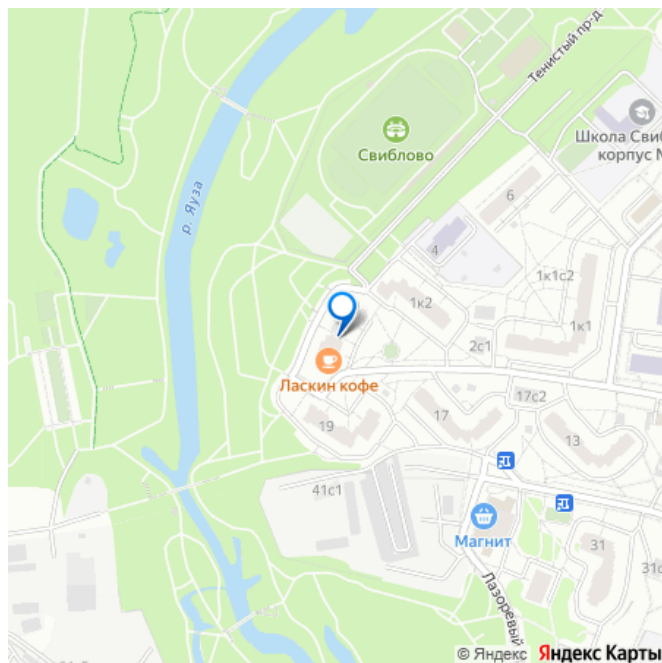 Тенистый пр-д
Школа Свиб
корпус №
Свиблово
р. Яуза
6
4
1к1с2
1к2
1к1
2с1
Ласкин кофе
17с2
19
17
13
41с1
Магнит
31
31с
Лазоревый
© Яндекс Яндекс Карты